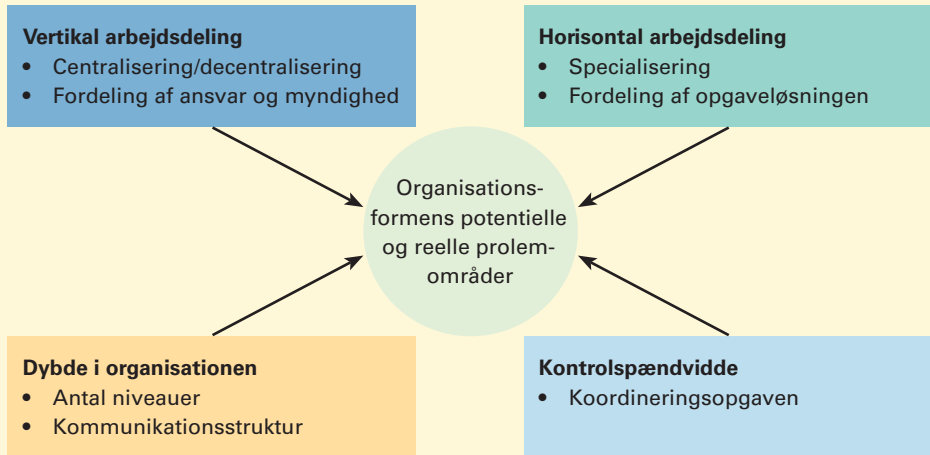 Vertikal arbejdsdeling
• Centralisering/decentralisering
• Fordeling af ansvar og myndighed
Horisontal arbejdsdeling
• Specialisering
• Fordeling af opgaveløsningen
Organisations-
formens potentielle
og reelle prolem-
områder
Dybde i organisationen
• Antal niveauer
• Kommunikationsstruktur
Kontrolspændvidde
• Koordineringsopgaven